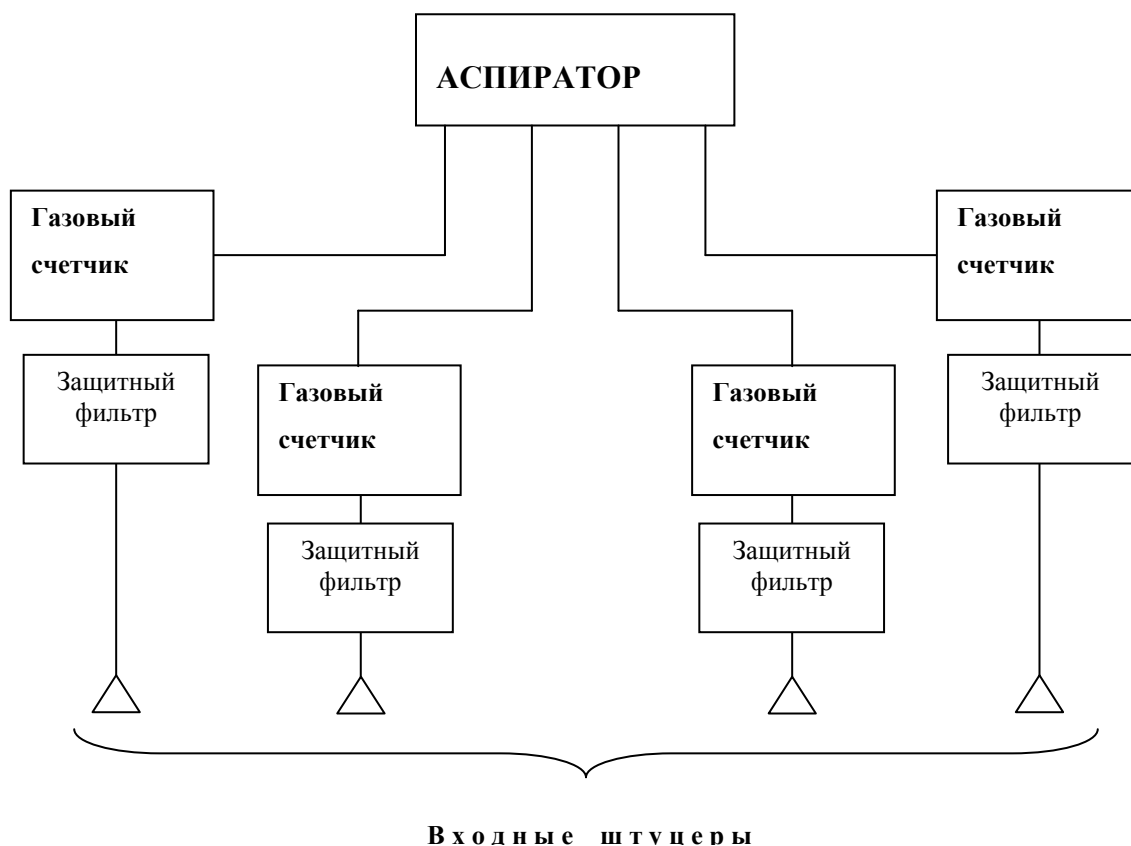 АСПИРАТОР
Газовый
счетчик
Газовый
счетчик
Защитный
фильтр
Защитный
фильтр
Газовый
счетчик
Газовый
счетчик
Защитный
фильтр
Защитный
фильтр
Входные штуцеры